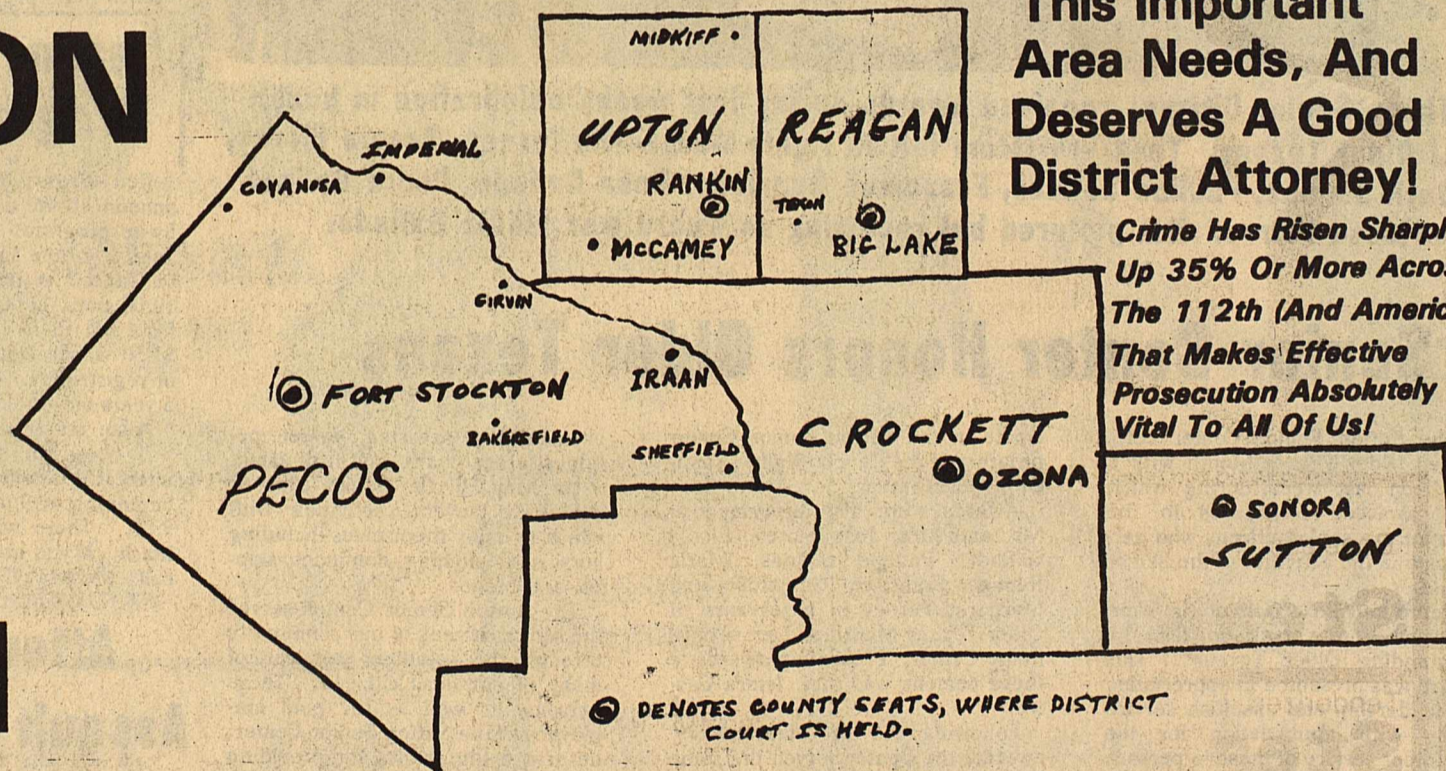 ON
This Important
Area Needs, And
Deserves A Good
District Attorney!
Crime Has Risen Sharpl
Up 35% Or More Acro
The 112th (And Americ
That Makes Effective
Prosecution Absolutely
Vital To All Of Us!
MIDKIFF
UPTON
REAGAN
RANKIN
TEXON
McCAMEY
BIG LAKE
IMPERIAL
COYANOSA
GIRVIN
IRAAN
FORT STOCKTON
BAKERSFIELD
SHEFFIELD
PECOS
CROCKETT
OZONA
SONORA
SUTTON
DENOTES COUNTY SEATS, WHERE DISTRICT
COURT IS HELD.